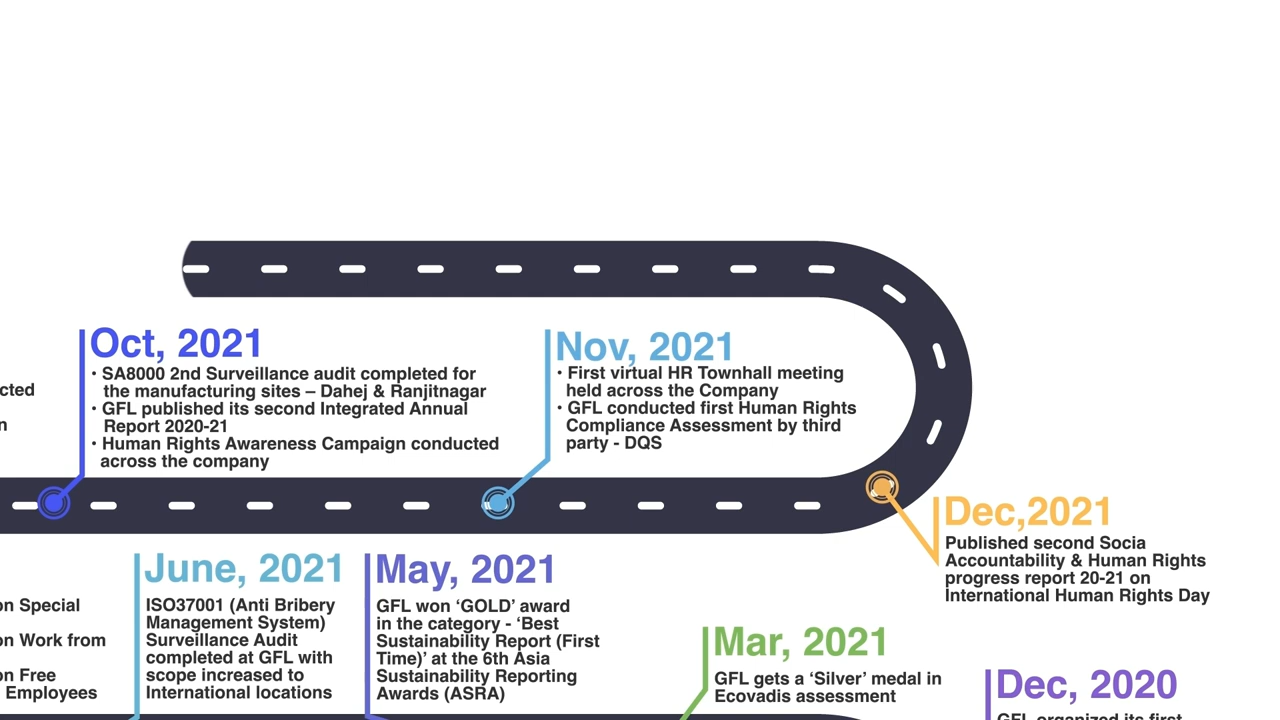 Oct, 2021
• SA8000 2nd Surveillance audit completed for
the manufacturing sites – Dahej & Ranjitnagar
• GFL published its second Integrated Annual
Report 2020-21
• Human Rights Awareness Campaign conducted
across the company
Nov, 2021
• First virtual HR Townhall meeting
held across the Company
• GFL conducted first Human Rights
Compliance Assessment by third
party - DQS
cted
n
Dec,2021
Published second Socia
Accountability & Human Rights
progress report 20-21 on
International Human Rights Day
on Special
on Work from
on Free
Employees
June, 2021
ISO37001 (Anti Bribery
Management System)
Surveillance Audit
completed at GFL with
scope increased to
International locations
May, 2021
GFL won ‘GOLD’ award
in the category - ‘Best
Sustainability Report (First
Time)’ at the 6th Asia
Sustainability Reporting
Awards (ASRA)
Mar, 2021
GFL gets a ‘Silver’ medal in
Ecovadis assessment
Dec, 2020
GFL organized its first